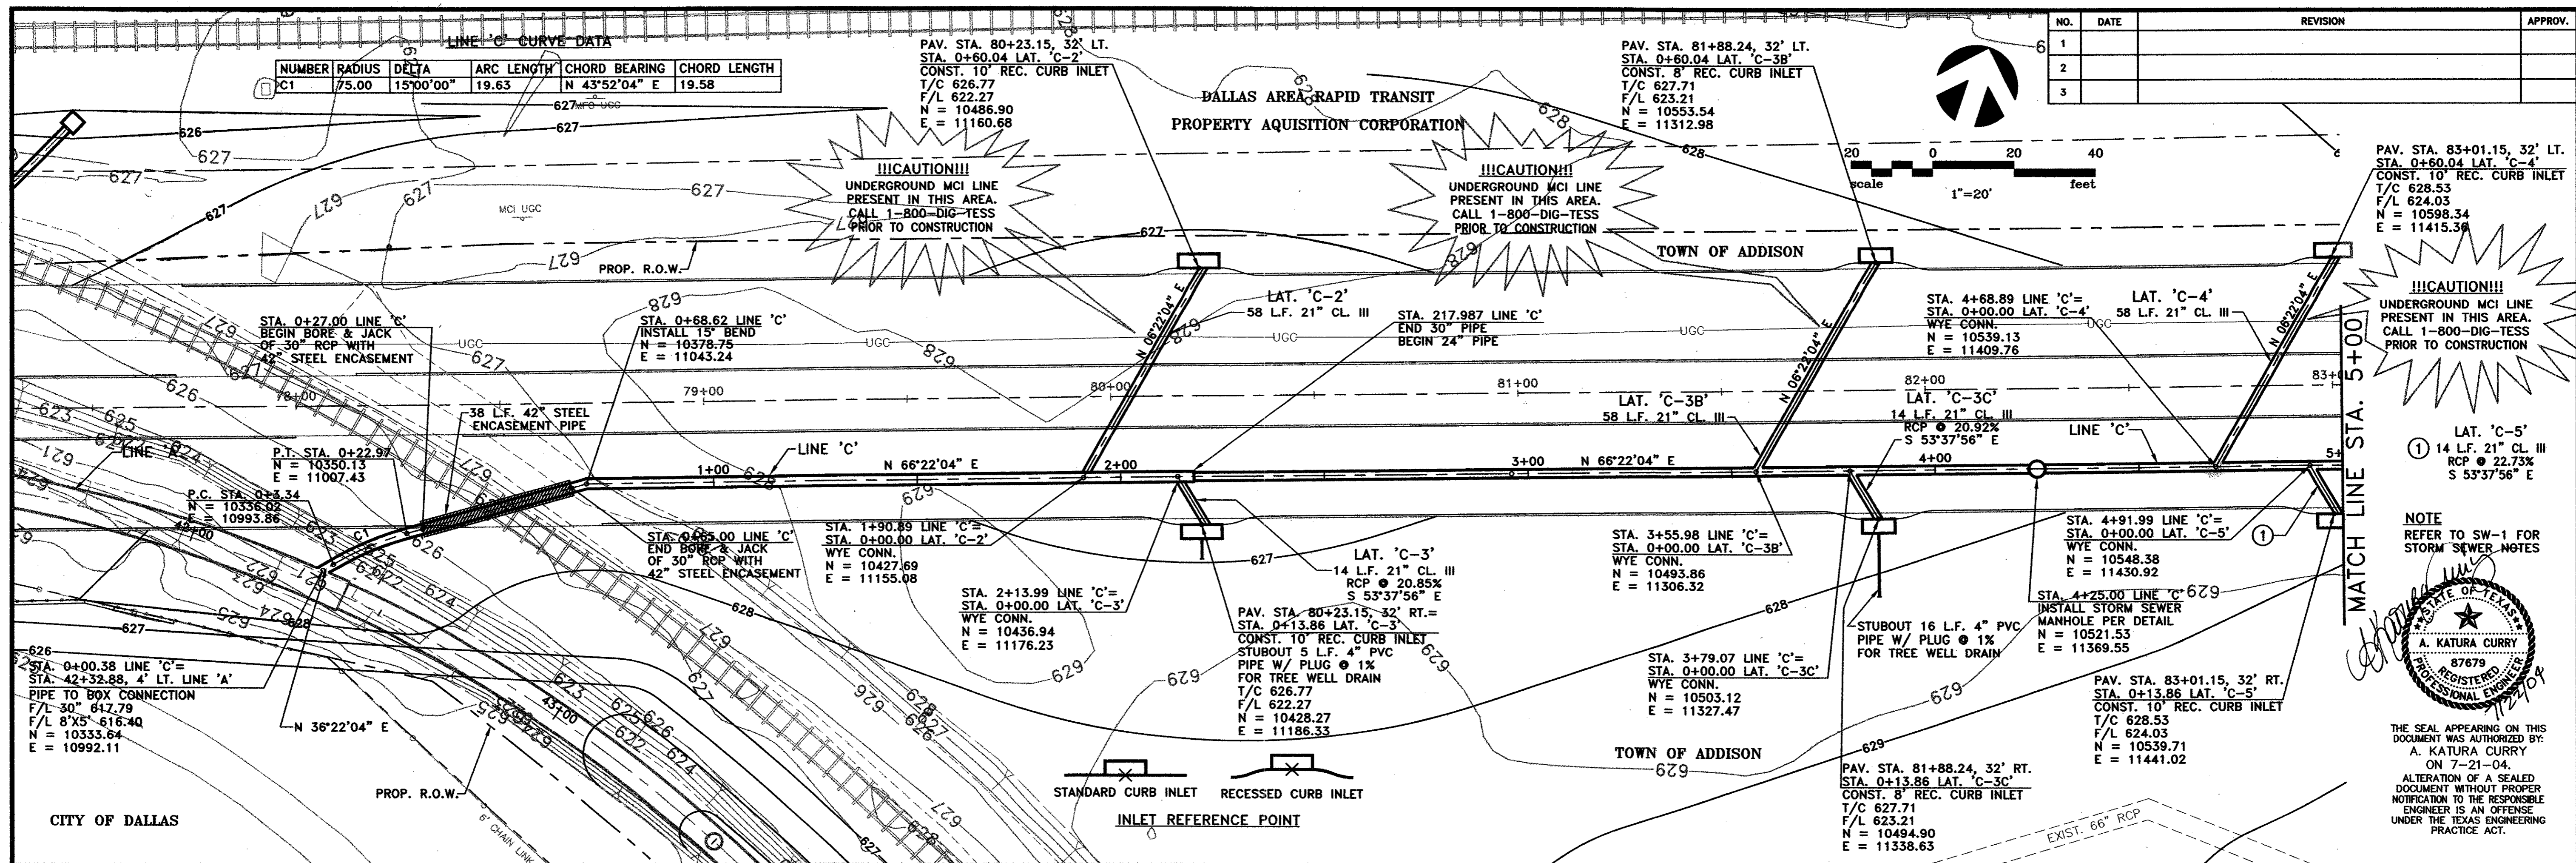 LINE 'C' CURVE DATA
NUMBER RADIUS DELTA ARC LENGTH CHORD BEARING CHORD LENGTH
C1 75.00 15°00'00" 19.63 N 43°52'04" E 19.58
PAV. STA. 80+23.15, 32' LT.
STA. 0+60.04 LAT. 'C-2'
CONST. 10' REC. CURB INLET
T/C 626.77
F/L 622.27
N = 10486.90
E = 11160.68
DALLAS AREA RAPID TRANSIT
PROPERTY AQUISITION CORPORATION
PAV. STA. 81+88.24, 32' LT.
STA. 0+60.04 LAT. 'C-3B'
CONST. 8' REC. CURB INLET
T/C 627.71
F/L 623.21
N = 10553.54
E = 11312.98
NO. DATE REVISION APPROV.
1
2
3
20 0 20 40
scale feet
1"=20'
PAV. STA. 83+01.15, 32' LT.
STA. 0+60.04 LAT. 'C-4'
CONST. 10' REC. CURB INLET
T/C 628.53
F/L 624.03
N = 10598.34
E = 11415.36
!!!CAUTION!!!
UNDERGROUND MCI LINE
PRESENT IN THIS AREA.
CALL 1-800-DIG-TESS
PRIOR TO CONSTRUCTION
!!!CAUTION!!!
UNDERGROUND MCI LINE
PRESENT IN THIS AREA.
CALL 1-800-DIG-TESS
PRIOR TO CONSTRUCTION
!!!CAUTION!!!
UNDERGROUND MCI LINE
PRESENT IN THIS AREA.
CALL 1-800-DIG-TESS
PRIOR TO CONSTRUCTION
MCI UGC
PROP. R.O.W.
TOWN OF ADDISON
STA. 0+27.00 LINE 'C'
BEGIN BORE & JACK
OF 30" RCP WITH
42" STEEL ENCASEMENT
UGC
STA. 0+68.62 LINE 'C'
INSTALL 15° BEND
N = 10378.75
E = 11043.24
UGC
N 06°22'04" E
LAT. 'C-2'
58 L.F. 21" CL. III
UGC
STA. 217.987 LINE 'C'
END 30" PIPE
BEGIN 24" PIPE
UGC
N 06°22'04" E
STA. 4+68.89 LINE 'C'=
STA. 0+00.00 LAT. 'C-4'
WYE CONN.
N = 10539.13
E = 11409.76
LAT. 'C-4'
58 L.F. 21" CL. III
UGC
N 06°22'04" E
MATCH LINE STA. 5+00
78+00
79+00
80+00
81+00
82+00
38 L.F. 42" STEEL
ENCASEMENT PIPE
LAT. 'C-3B'
58 L.F. 21" CL. III
LAT. 'C-3C'
14 L.F. 21" CL. III
RCP @ 20.92%
S 53°37'56" E
LINE 'C'
LAT. 'C-5'
1 14 L.F. 21" CL. III
RCP @ 22.73%
S 53°37'56" E
LINE 'A'
P.T. STA. 0+22.97
N = 10350.13
E = 11007.43
P.C. STA. 0+3.34
N = 10336.02
E = 10993.86
42+00
C1
LINE 'C'
1+00
N 66°22'04" E
2+00
3+00
N 66°22'04" E
4+00
STA. 0+65.00 LINE 'C'
END BORE & JACK
OF 30" RCP WITH
42" STEEL ENCASEMENT
STA. 1+90.89 LINE 'C'=
STA. 0+00.00 LAT. 'C-2'
WYE CONN.
N = 10427.69
E = 11155.08
STA. 2+13.99 LINE 'C'=
STA. 0+00.00 LAT. 'C-3'
WYE CONN.
N = 10436.94
E = 11176.23
LAT. 'C-3'
14 L.F. 21" CL. III
RCP @ 20.85%
S 53°37'56" E
PAV. STA. 80+23.15, 32' RT.=
STA. 0+13.86 LAT. 'C-3'
CONST. 10' REC. CURB INLET
STUBOUT 5 L.F. 4" PVC
PIPE W/ PLUG @ 1%
FOR TREE WELL DRAIN
T/C 626.77
F/L 622.27
N = 10428.27
E = 11186.33
STA. 3+55.98 LINE 'C'=
STA. 0+00.00 LAT. 'C-3B'
WYE CONN.
N = 10493.86
E = 11306.32
STA. 3+79.07 LINE 'C'=
STA. 0+00.00 LAT. 'C-3C'
WYE CONN.
N = 10503.12
E = 11327.47
STUBOUT 16 L.F. 4" PVC
PIPE W/ PLUG @ 1%
FOR TREE WELL DRAIN
STA. 4+91.99 LINE 'C'=
STA. 0+00.00 LAT. 'C-5'
WYE CONN.
N = 10548.38
E = 11430.92
1
STA. 4+25.00 LINE 'C'
INSTALL STORM SEWER
MANHOLE PER DETAIL
N = 10521.53
E = 11369.55
PAV. STA. 83+01.15, 32' RT.
STA. 0+13.86 LAT. 'C-5'
CONST. 10' REC. CURB INLET
T/C 628.53
F/L 624.03
N = 10539.71
E = 11441.02
PAV. STA. 81+88.24, 32' RT.
STA. 0+13.86 LAT. 'C-3C'
CONST. 8' REC. CURB INLET
T/C 627.71
F/L 623.21
N = 10494.90
E = 11338.63
NOTE
REFER TO SW-1 FOR
STORM SEWER NOTES
STATE OF TEXAS
A. KATURA CURRY
87679
REGISTERED
PROFESSIONAL ENGINEER
THE SEAL APPEARING ON THIS
DOCUMENT WAS AUTHORIZED BY:
A. KATURA CURRY
ON 7-21-04.
ALTERATION OF A SEALED
DOCUMENT WITHOUT PROPER
NOTIFICATION TO THE RESPONSIBLE
ENGINEER IS AN OFFENSE
UNDER THE TEXAS ENGINEERING
PRACTICE ACT.
STA. 0+00.38 LINE 'C'=
STA. 42+32.88, 4' LT. LINE 'A'
PIPE TO BOX CONNECTION
F/L 30" 617.79
F/L 8'X5' 616.40
N = 10333.64
E = 10992.11
N 36°22'04" E
43+00
PROP. R.O.W.
6' CHAIN LINK
CITY OF DALLAS
STANDARD CURB INLET
RECESSED CURB INLET
INLET REFERENCE POINT
TOWN OF ADDISON
EXIST. 66" RCP